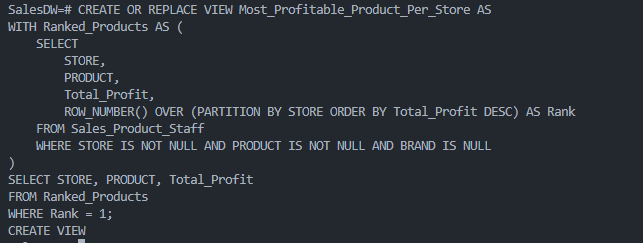 SalesDW=# CREATE OR REPLACE VIEW Most_Profitable_Product_Per_Store AS
WITH Ranked_Products AS (
    SELECT
        STORE,
        PRODUCT,
        Total_Profit,
        ROW_NUMBER() OVER (PARTITION BY STORE ORDER BY Total_Profit DESC) AS Rank
    FROM Sales_Product_Staff
    WHERE STORE IS NOT NULL AND PRODUCT IS NOT NULL AND BRAND IS NULL
)
SELECT STORE, PRODUCT, Total_Profit
FROM Ranked_Products
WHERE Rank = 1;
CREATE VIEW